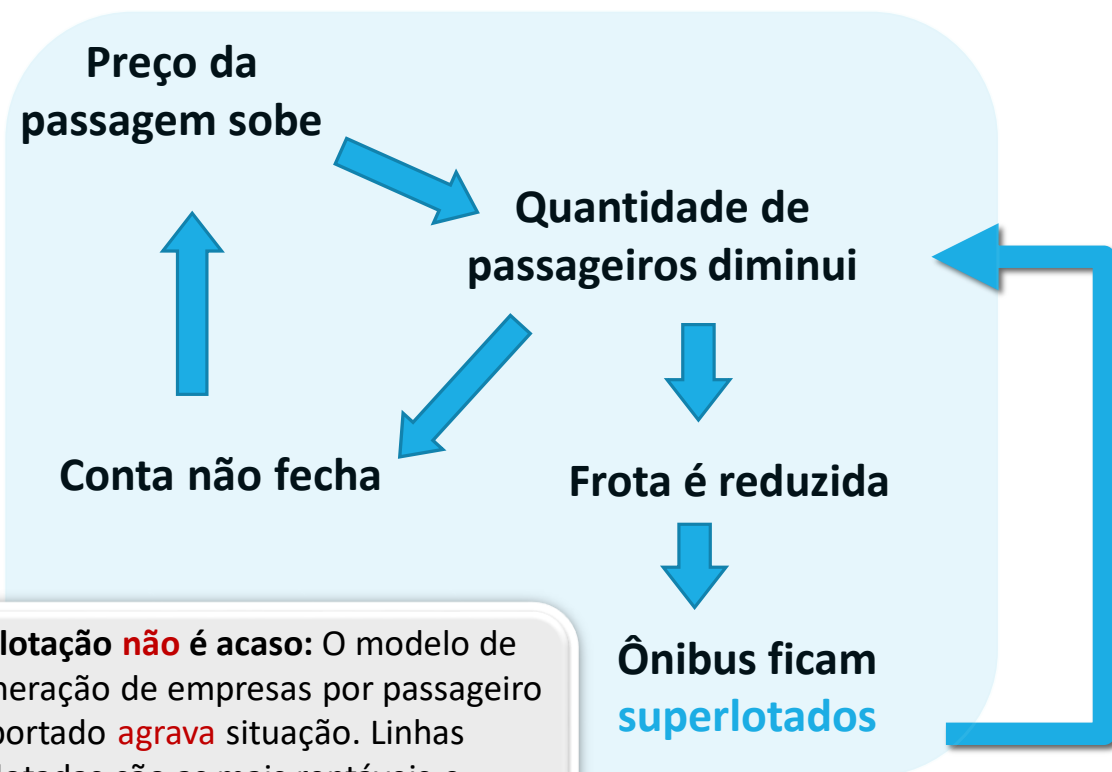 Preço da
passagem sobe
Quantidade de
passageiros diminui
Conta não fecha
Frota é reduzida
Ônibus ficam
superlotados
lotação não é acaso: O modelo de
neração de empresas por passageiro
portado agrava situação. Linhas